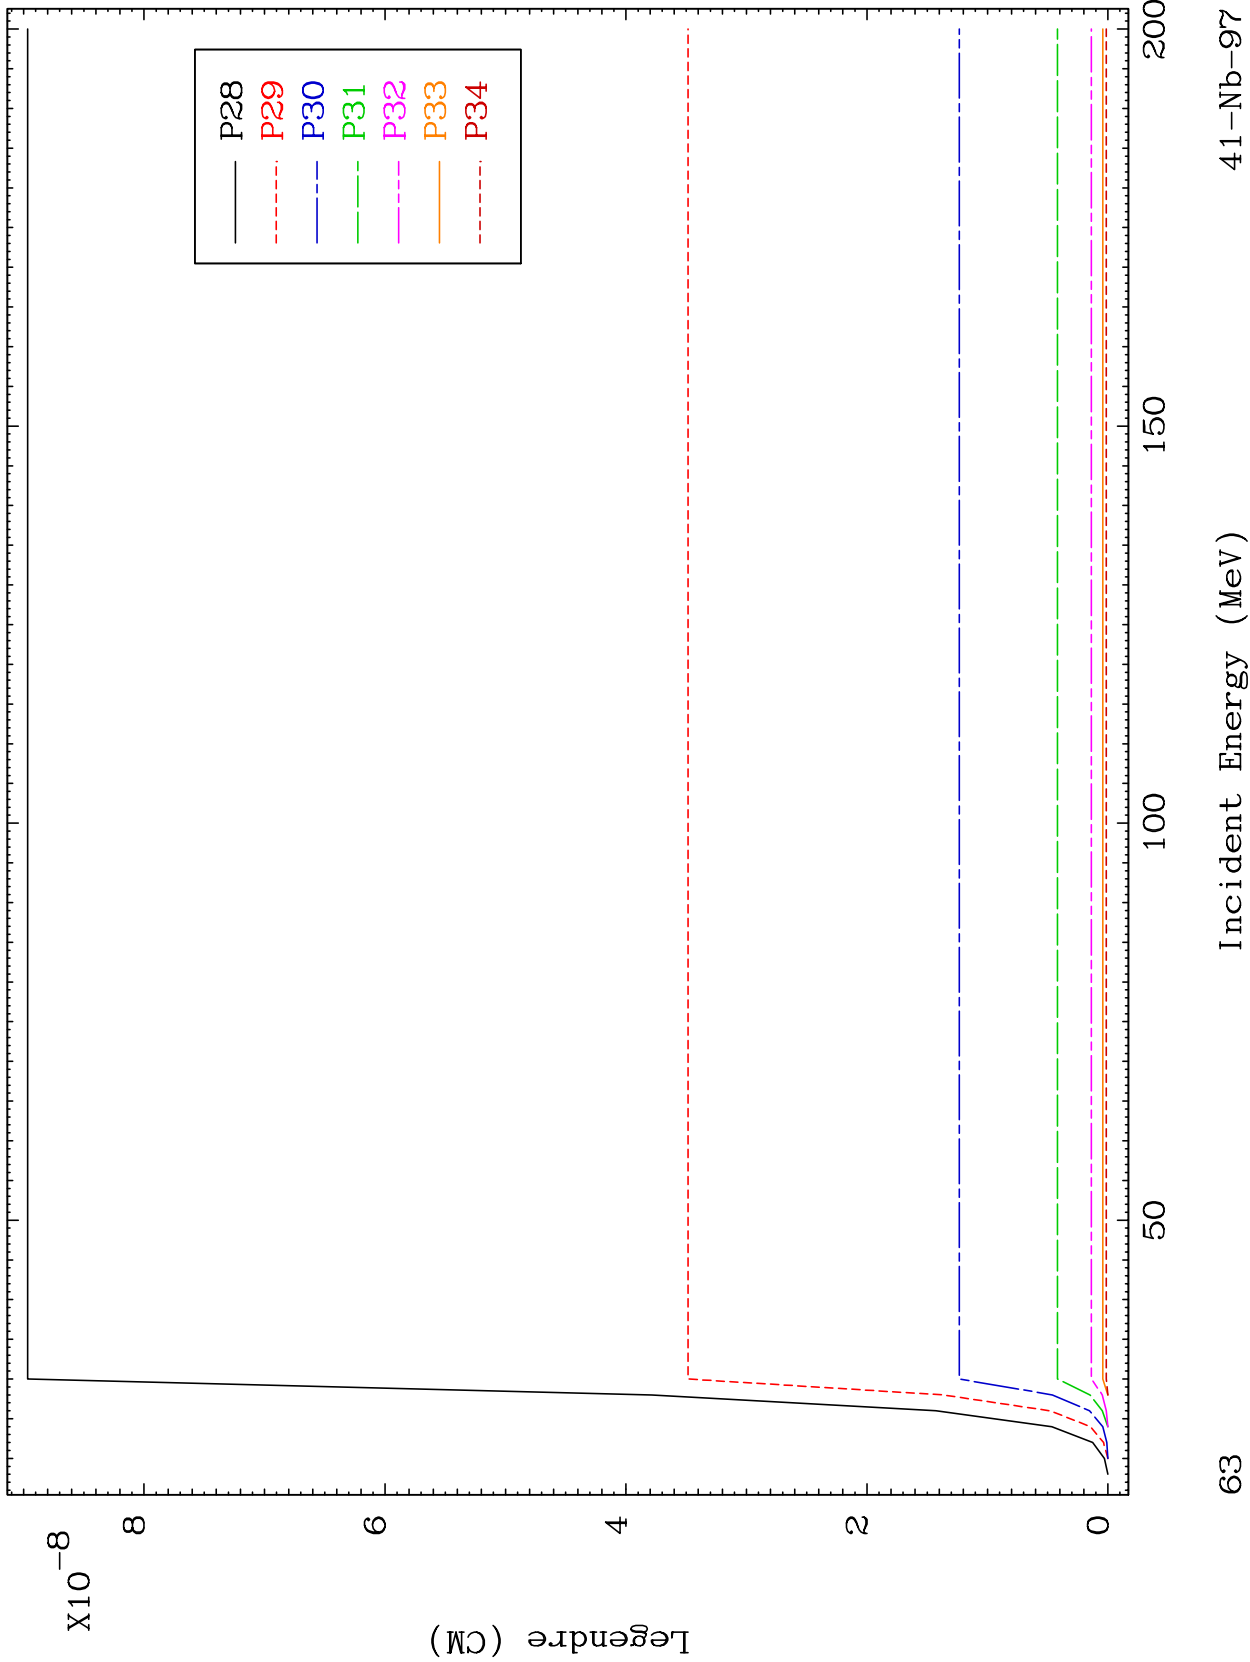 X10
-8
8
6
4
2
0
Legendre (CM)
P28
P29
P30
P31
P32
P33
P34
50
100
150
200
Incident Energy (MeV)
63
41-Nb-97